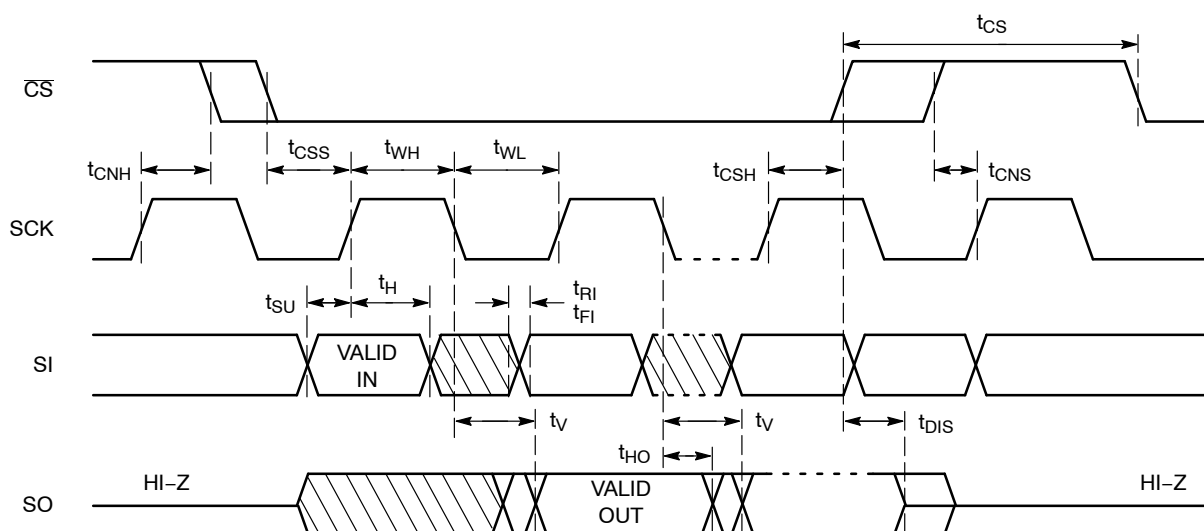 tCS
CS
tCNH
tCSS
tWH
tWL
tCSH
tCNS
SCK
tSU
tH
tRI
tFI
SI
VALID
IN
tV
tV
tDIS
tHO
HI–Z
VALID
OUT
HI–Z
SO